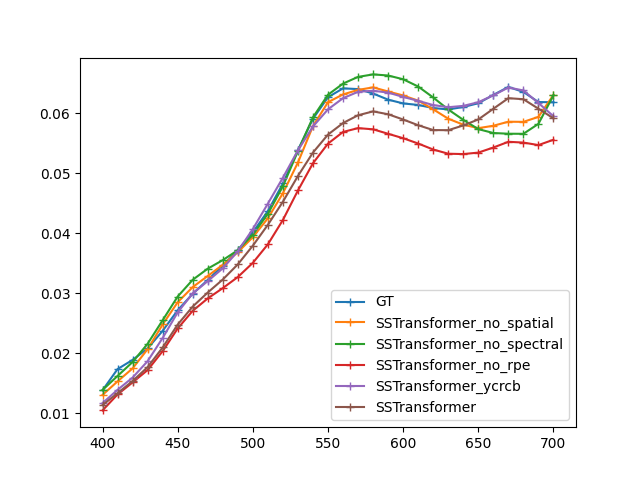 0.06
0.05
0.04
0.03
0.02
0.01
400 450 500 550 600 650 700
GT
SSTransformer_no_spatial
SSTransformer_no_spectral
SSTransformer_no_rpe
SSTransformer_ycrcb
SSTransformer